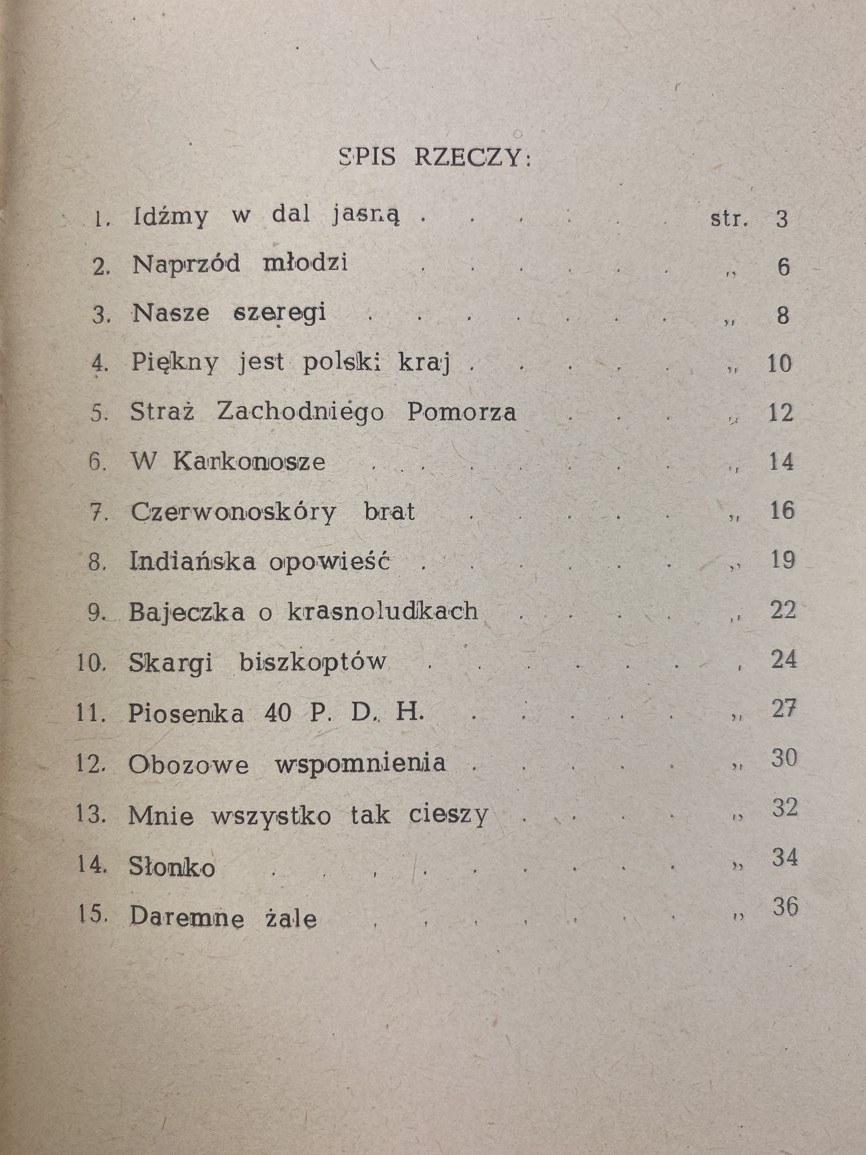 SPIS RZECZY:
1. Idźmy w dal jasną . . . . . . str. 3
2. Naprzód młodzi . . . . . . „ 6
3. Nasze szeregi . . . . . . . „ 8
4. Piękny jest polski kraj . . . . . „ 10
5. Straż Zachodniego Pomorza . . . „ 12
6. W Karkonosze . . . . . . . „ 14
7. Czerwonoskóry brat . . . . . „ 16
8. Indiańska opowieść . . . . . . „ 19
9. Bajeczka o krasnoludkach . . . . „ 22
10. Skargi biszkoptów . . . . . . „ 24
11. Piosenka 40 P. D. H. . . . . . „ 27
12. Obozowe wspomnienia . . . . . „ 30
13. Mnie wszystko tak cieszy . . . . „ 32
14. Słonko . . . . . . . . . „ 34
15. Daremne żale . . . . . . . „ 36